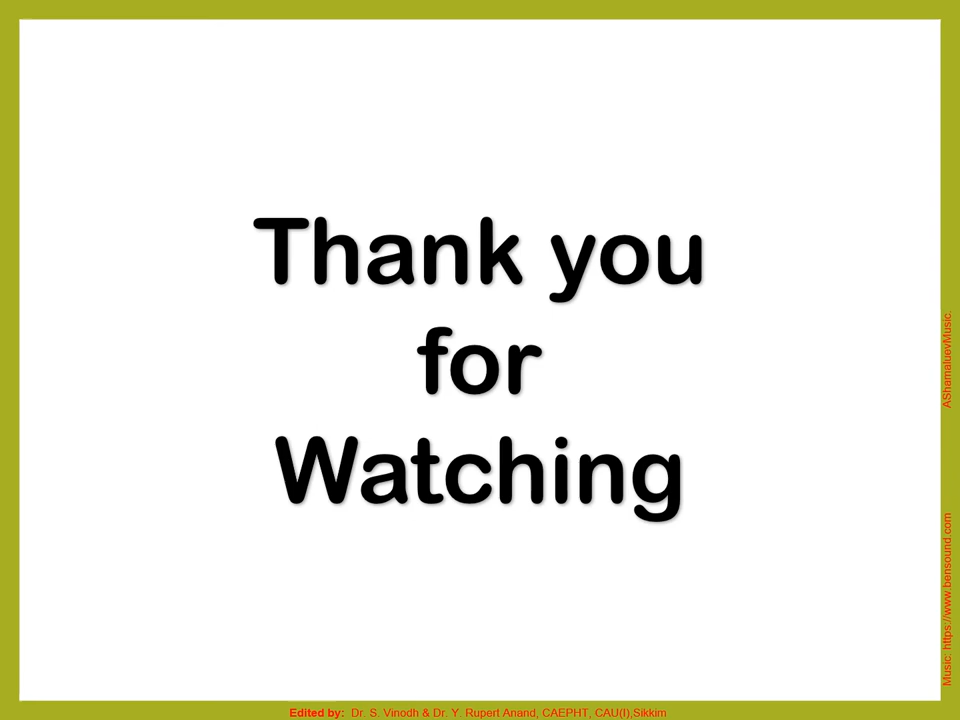 Thank you
for
Watching
AShamaluevMusic.
Music: https://www.bensound.com
Edited by: Dr. S. Vinodh & Dr. Y. Rupert Anand, CAEPHT, CAU(I),Sikkim